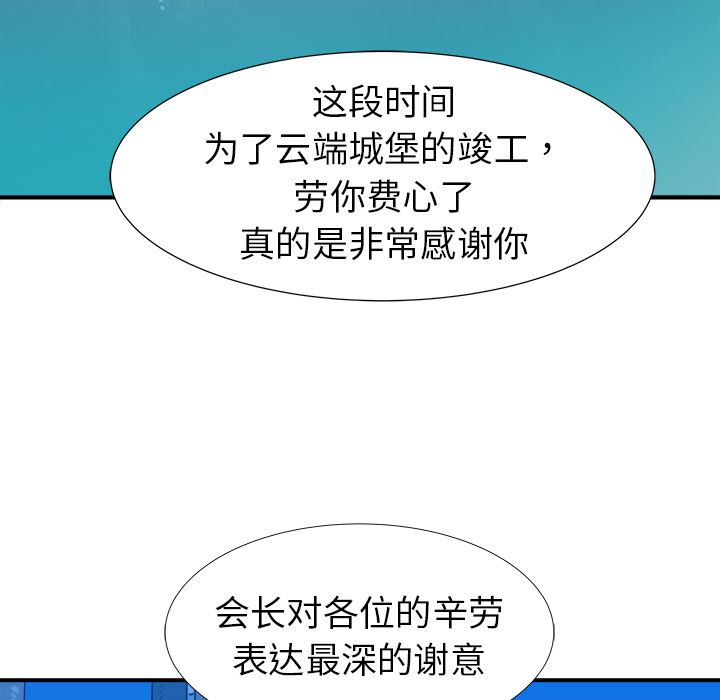 这段时间
为了云端城堡的竣工，
劳你费心了
真的是非常感谢你
会长对各位的辛劳
表达最深的谢意